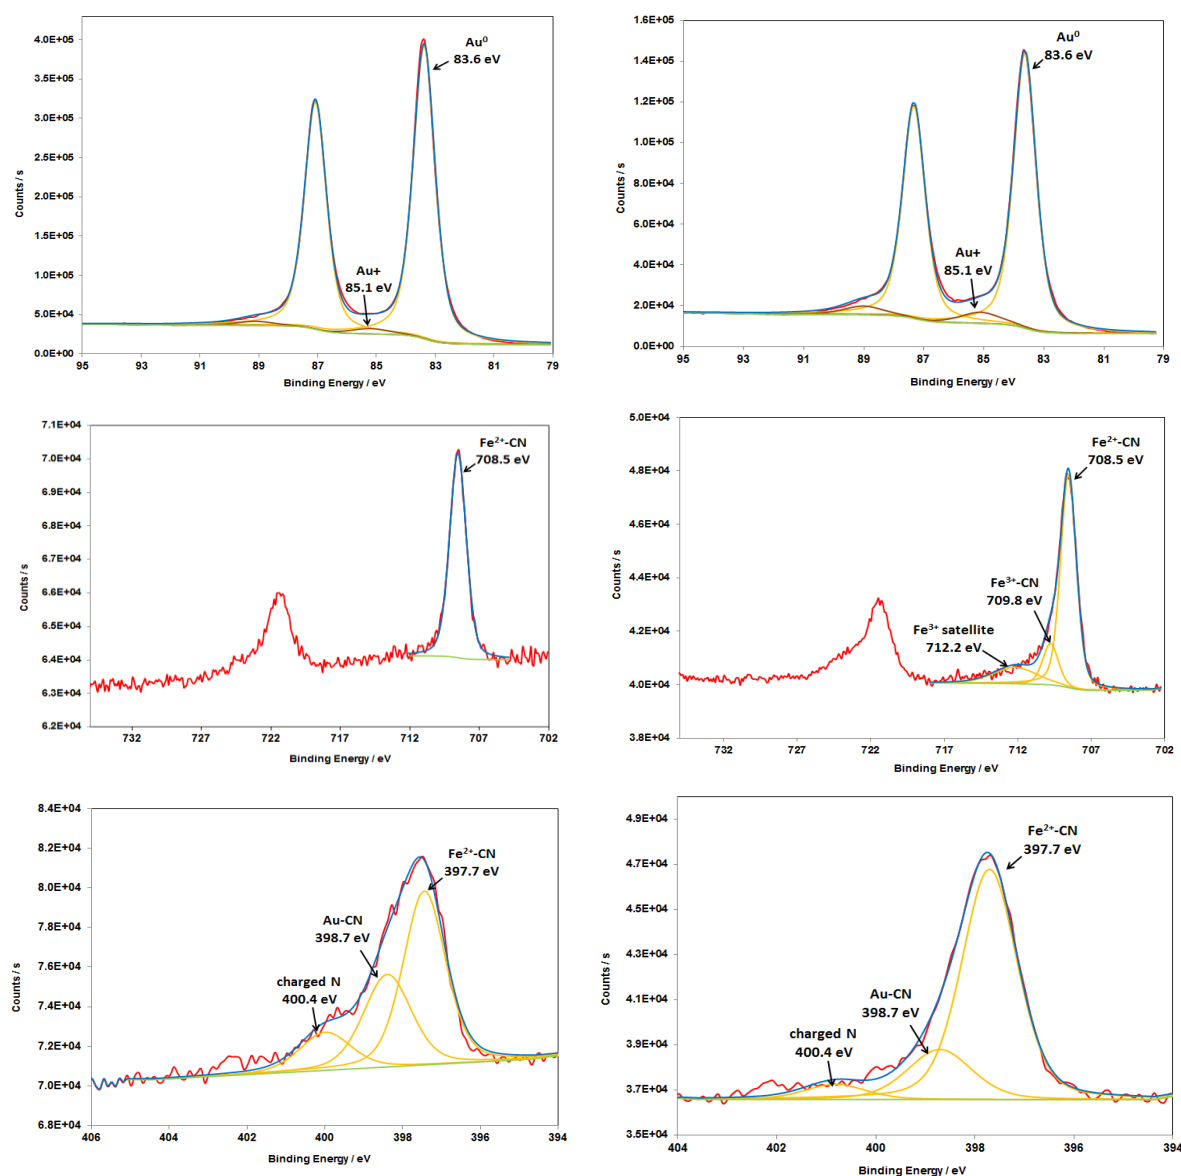 4.0E+05
3.5E+05
3.0E+05
2.5E+05
2.0E+05
1.5E+05
1.0E+05
5.0E+04
0.0E+00
Counts / s
Au⁰
83.6 eV
Au+
85.1 eV
95 93 91 89 87 85 83 81 79
Binding Energy / eV
1.6E+05
1.4E+05
1.2E+05
1.0E+05
8.0E+04
6.0E+04
4.0E+04
2.0E+04
0.0E+00
Counts / s
Au⁰
83.6 eV
Au+
85.1 eV
95 93 91 89 87 85 83 81 79
Binding Energy / eV
7.1E+04
7.0E+04
6.9E+04
6.8E+04
6.7E+04
6.6E+04
6.5E+04
6.4E+04
6.3E+04
6.2E+04
Counts / s
Fe²⁺-CN
708.5 eV
732 727 722 717 712 707 702
Binding Energy / eV
5.0E+04
4.8E+04
4.6E+04
4.4E+04
4.2E+04
4.0E+04
3.8E+04
Counts / s
Fe²⁺-CN
708.5 eV
Fe³⁺-CN
709.8 eV
Fe³⁺ satellite
712.2 eV
732 727 722 717 712 707 702
Binding Energy / eV
8.4E+04
8.2E+04
8.0E+04
7.8E+04
7.6E+04
7.4E+04
7.2E+04
7.0E+04
6.8E+04
Counts / s
Fe²⁺-CN
397.7 eV
Au-CN
398.7 eV
charged N
400.4 eV
406 404 402 400 398 396 394
Binding Energy / eV
4.9E+04
4.7E+04
4.5E+04
4.3E+04
4.1E+04
3.9E+04
3.7E+04
3.5E+04
Counts / s
Fe²⁺-CN
397.7 eV
Au-CN
398.7 eV
charged N
400.4 eV
404 402 400 398 396 394
Binding Energy / eV